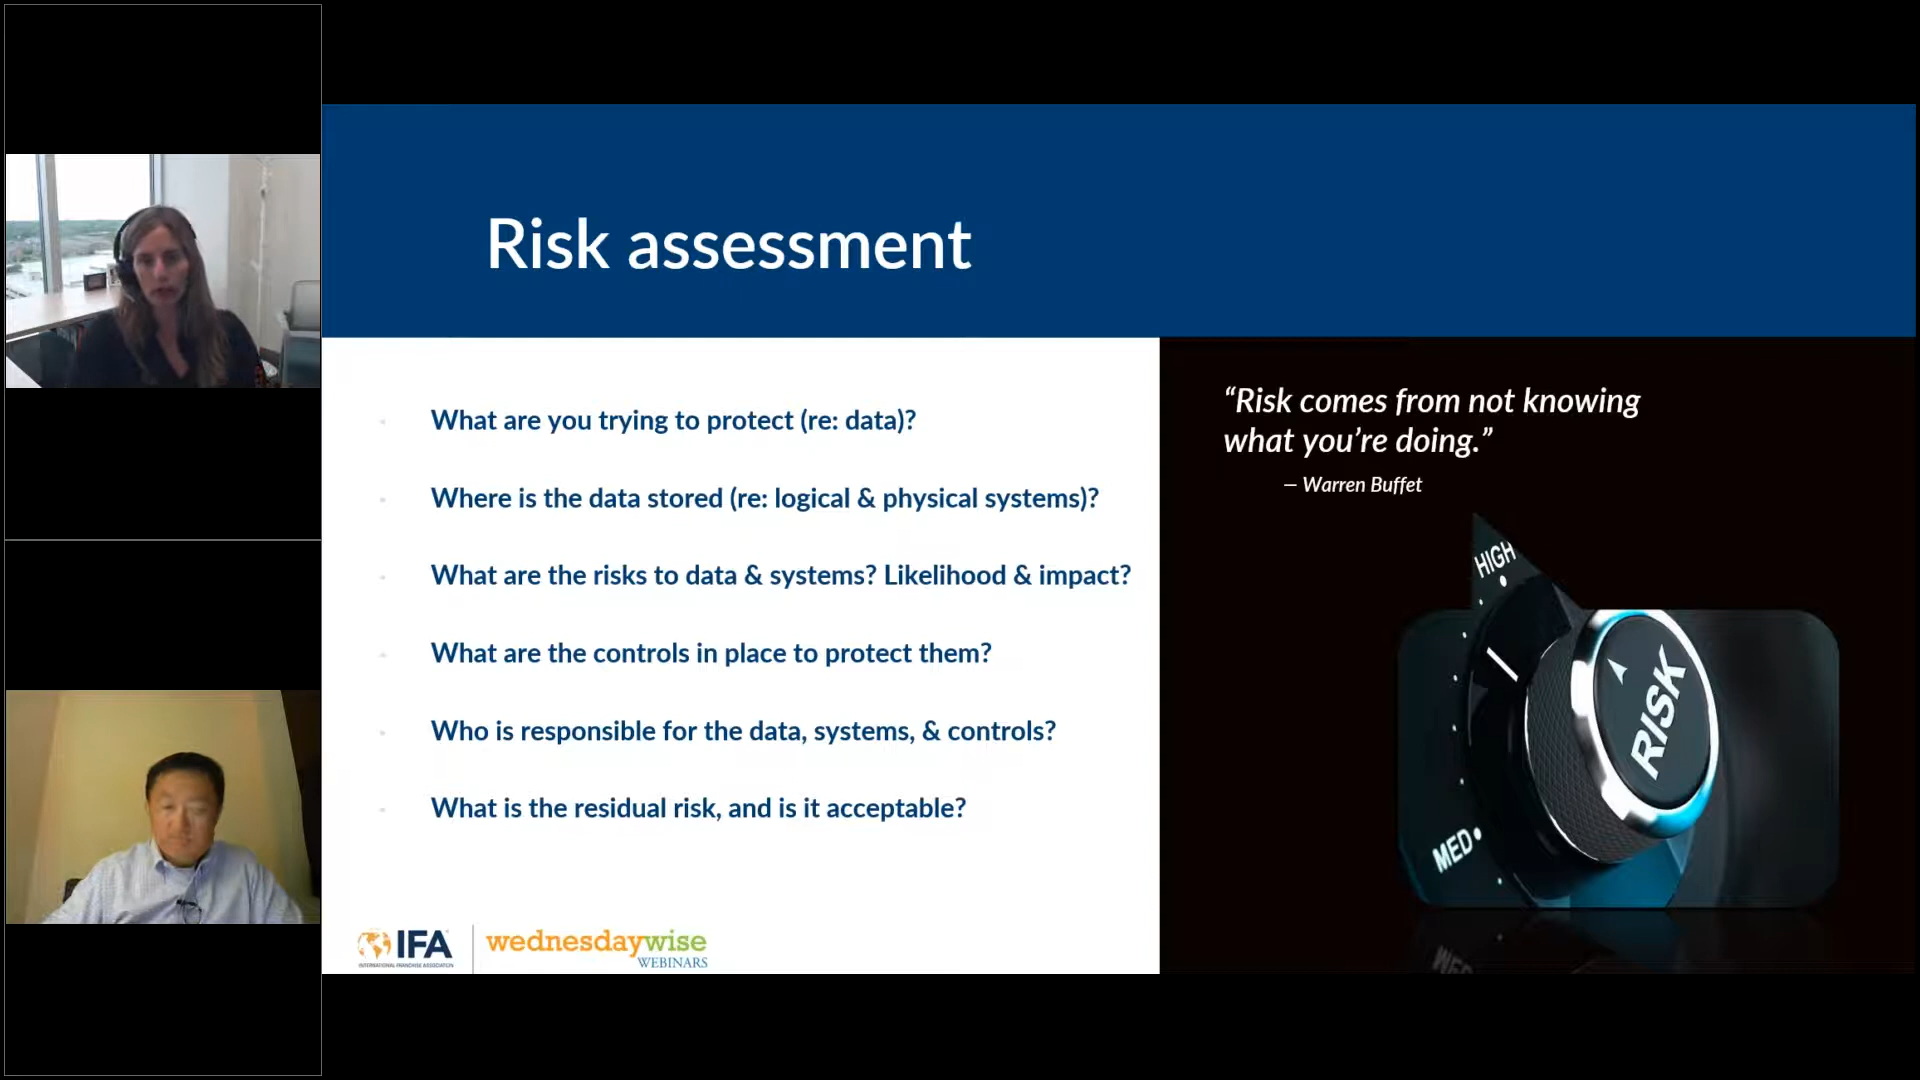 Risk assessment
What are you trying to protect (re: data)?
Where is the data stored (re: logical & physical systems)?
What are the risks to data & systems? Likelihood & impact?
What are the controls in place to protect them?
Who is responsible for the data, systems, & controls?
What is the residual risk, and is it acceptable?
“Risk comes from not knowing
what you’re doing.”
– Warren Buffet
HIGH
RISK
MED
IFA
INTERNATIONAL FRANCHISE ASSOCIATION
wednesdaywise
WEBINARS